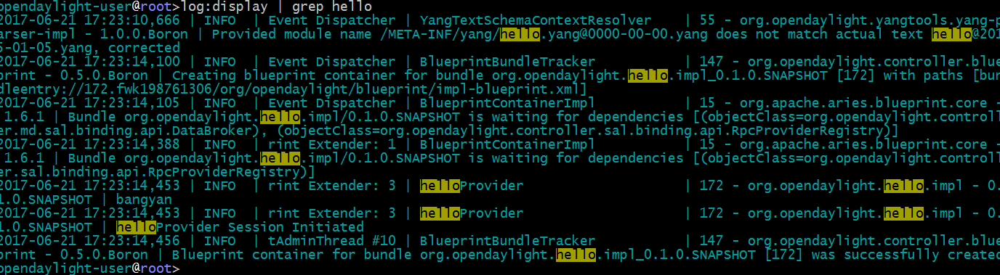 opendaylight-user@root>log:display | grep hello
2017-06-21 17:23:10,666 | INFO  | Event Dispatcher | YangTextSchemaContextResolver    | 55 - org.opendaylight.yangtools.yang-p
arser-impl - 1.0.0.Boron | Provided module name /META-INF/yang/hello.yang@0000-00-00.yang does not match actual text hello@201
5-01-05.yang, corrected
2017-06-21 17:23:14,100 | INFO  | Event Dispatcher | BlueprintBundleTracker           | 147 - org.opendaylight.controller.blue
print - 0.5.0.Boron | Creating blueprint container for bundle org.opendaylight.hello.impl_0.1.0.SNAPSHOT [172] with paths [bun
dleentry://172.fwk198761306/org/opendaylight/blueprint/impl-blueprint.xml]
2017-06-21 17:23:14,105 | INFO  | Event Dispatcher | BlueprintContainerImpl           | 15 - org.apache.aries.blueprint.core -
1.6.1 | Bundle org.opendaylight.hello.impl/0.1.0.SNAPSHOT is waiting for dependencies [(objectClass=org.opendaylight.controll
er.md.sal.binding.api.DataBroker), (objectClass=org.opendaylight.controller.sal.binding.api.RpcProviderRegistry)]
2017-06-21 17:23:14,388 | INFO  | rint Extender: 1 | BlueprintContainerImpl           | 15 - org.apache.aries.blueprint.core -
1.6.1 | Bundle org.opendaylight.hello.impl/0.1.0.SNAPSHOT is waiting for dependencies [(objectClass=org.opendaylight.controll
er.sal.binding.api.RpcProviderRegistry)]
2017-06-21 17:23:14,453 | INFO  | rint Extender: 3 | helloProvider                    | 172 - org.opendaylight.hello.impl - 0.
1.0.SNAPSHOT | bangyan
2017-06-21 17:23:14,453 | INFO  | rint Extender: 3 | helloProvider                    | 172 - org.opendaylight.hello.impl - 0.
1.0.SNAPSHOT | helloProvider Session Initiated
2017-06-21 17:23:14,456 | INFO  | tAdminThread #10 | BlueprintBundleTracker           | 147 - org.opendaylight.controller.blue
print - 0.5.0.Boron | Blueprint container for bundle org.opendaylight.hello.impl_0.1.0.SNAPSHOT [172] was successfully created
opendaylight-user@root>